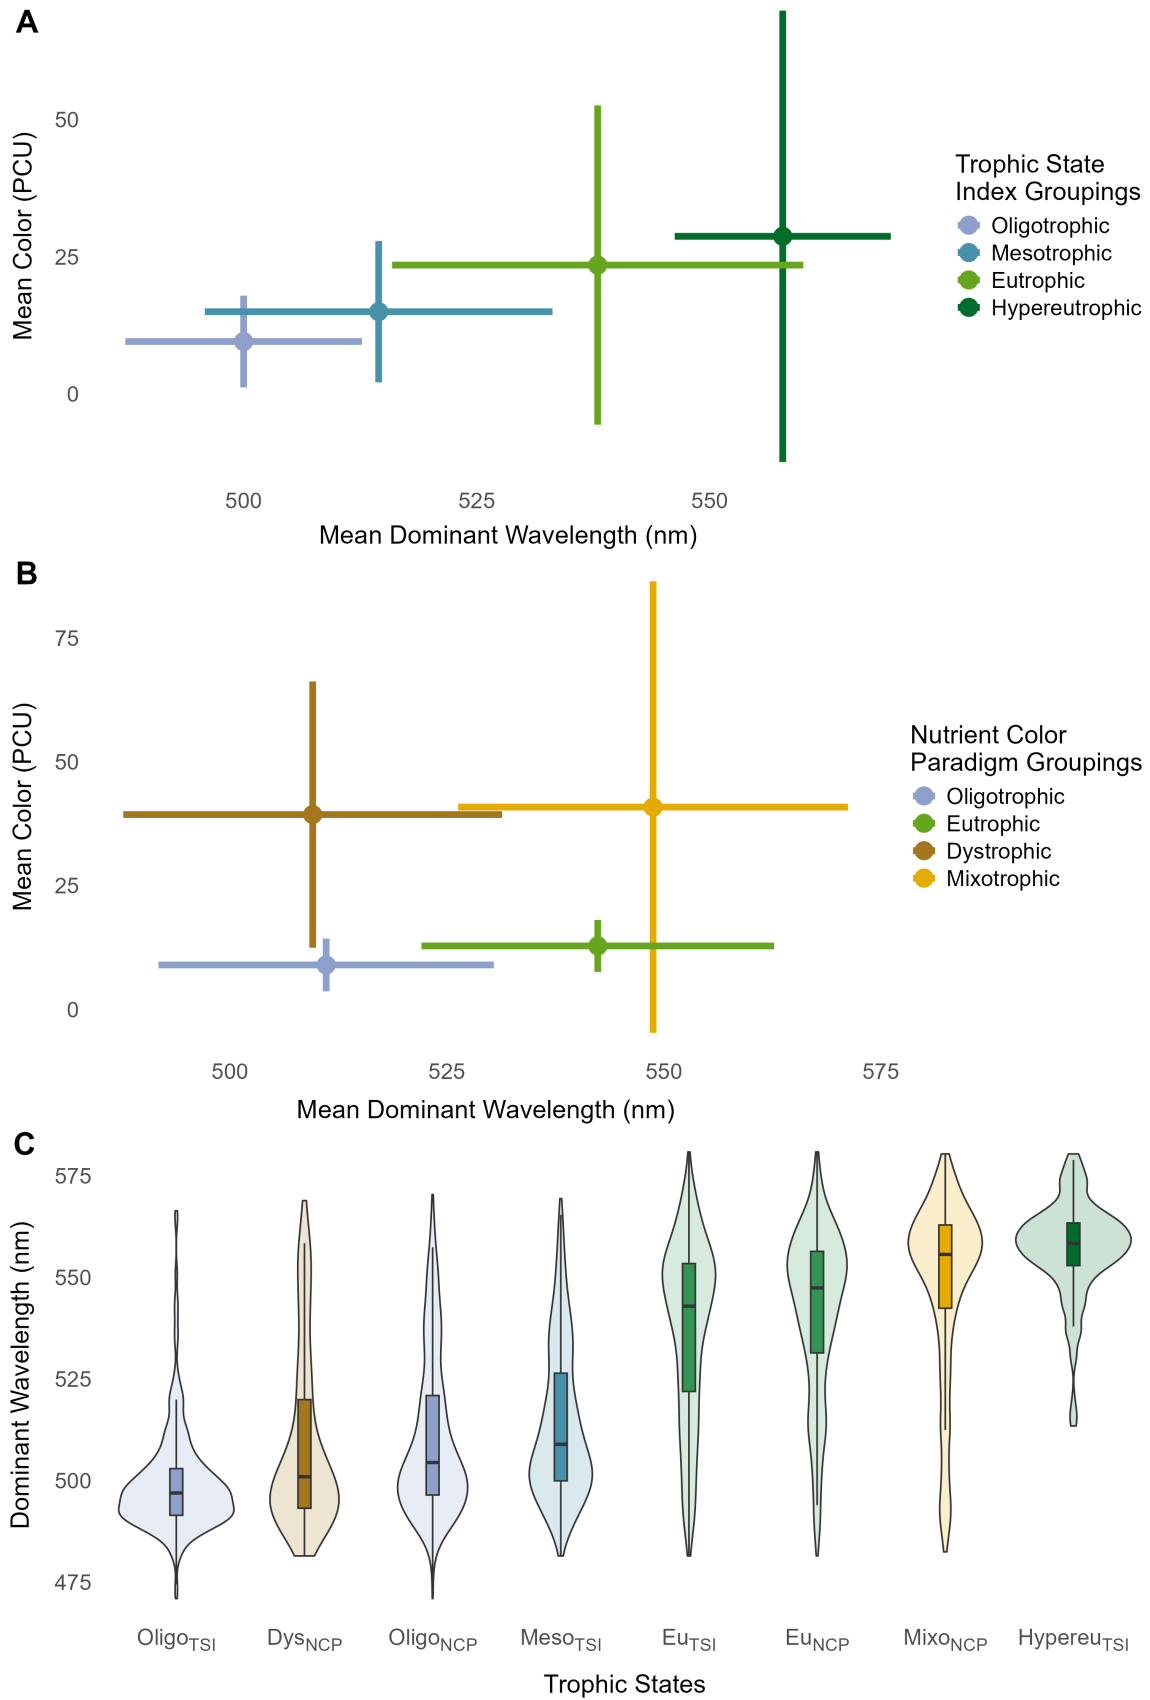 A
50
25
0
Mean Color (PCU)
500 525 550
Mean Dominant Wavelength (nm)
Trophic State
Index Groupings
Oligotrophic
Mesotrophic
Eutrophic
Hypereutrophic
B
75
50
25
0
Mean Color (PCU)
500 525 550 575
Mean Dominant Wavelength (nm)
Nutrient Color
Paradigm Groupings
Oligotrophic
Eutrophic
Dystrophic
Mixotrophic
C
575
550
525
500
475
Dominant Wavelength (nm)
OligoTSI DysNCP OligoNCP MesoTSI EuTSI EuNCP MixoNCP HypereuTSI
Trophic States